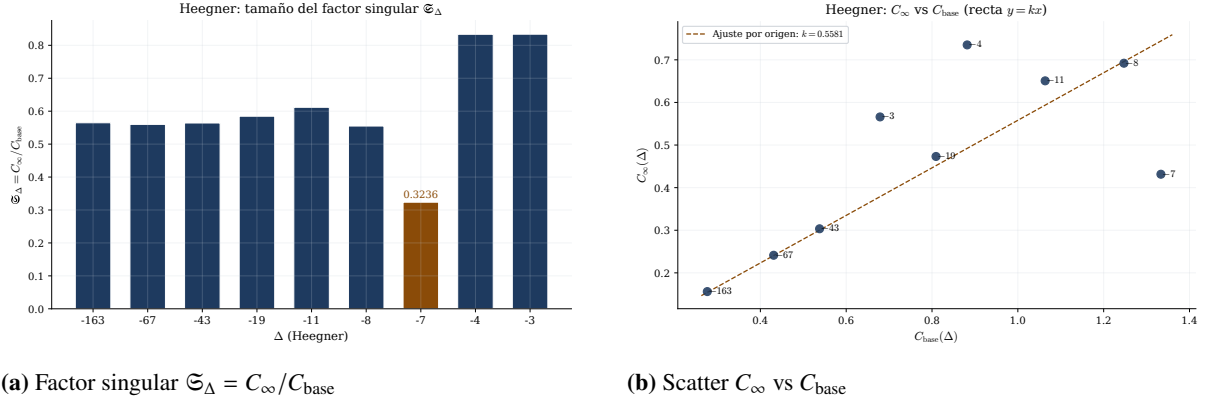 Heegner: tamaño del factor singular 𝔖_Δ
𝔖_Δ = C_∞/C_base
0.8
0.7
0.6
0.5
0.4
0.3
0.2
0.1
0.0
0.3236
-163 -67 -43 -19 -11 -8 -7 -4 -3
Δ (Heegner)
(a) Factor singular 𝔖_Δ = C_∞/C_base
Heegner: C_∞ vs C_base (recta y = kx)
Ajuste por origen: k = 0.5581
C_∞(Δ)
0.7
0.6
0.5
0.4
0.3
0.2
−4
−8
−11
−3
−19
−7
−43
−67
−163
0.4 0.6 0.8 1.0 1.2 1.4
C_base(Δ)
(b) Scatter C_∞ vs C_base